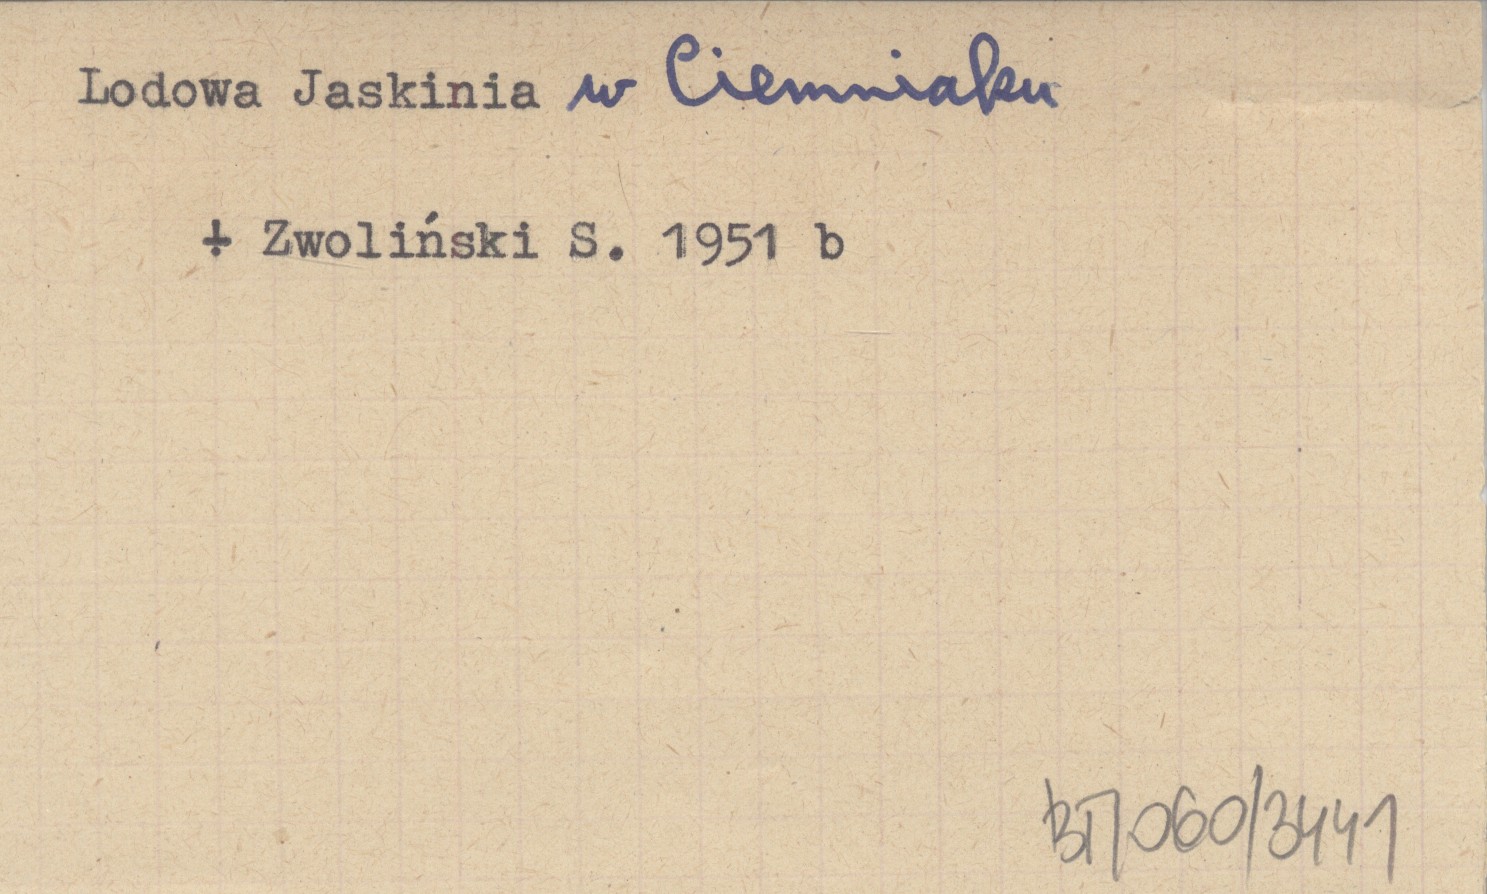 Lodowa Jaskinia w Ciemniaku
+ Zwoliński S. 1951 b
BT/060/3441